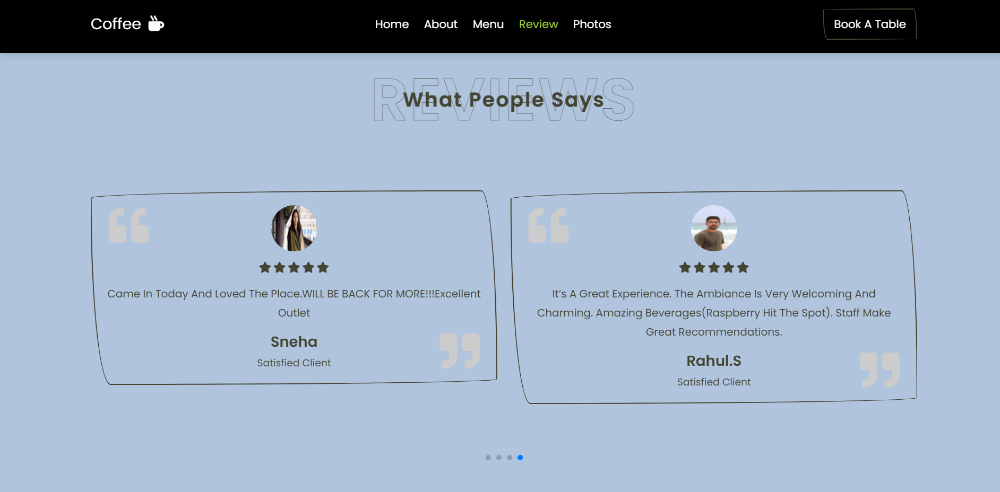 Coffee
Home About Menu Review Photos
Book A Table
REVIEWS
What People Says
Came In Today And Loved The Place.WILL BE BACK FOR MORE!!!Excellent
Outlet
Sneha
Satisfied Client
It’s A Great Experience. The Ambiance Is Very Welcoming And
Charming. Amazing Beverages(Raspberry Hit The Spot). Staff Make
Great Recommendations.
Rahul.S
Satisfied Client